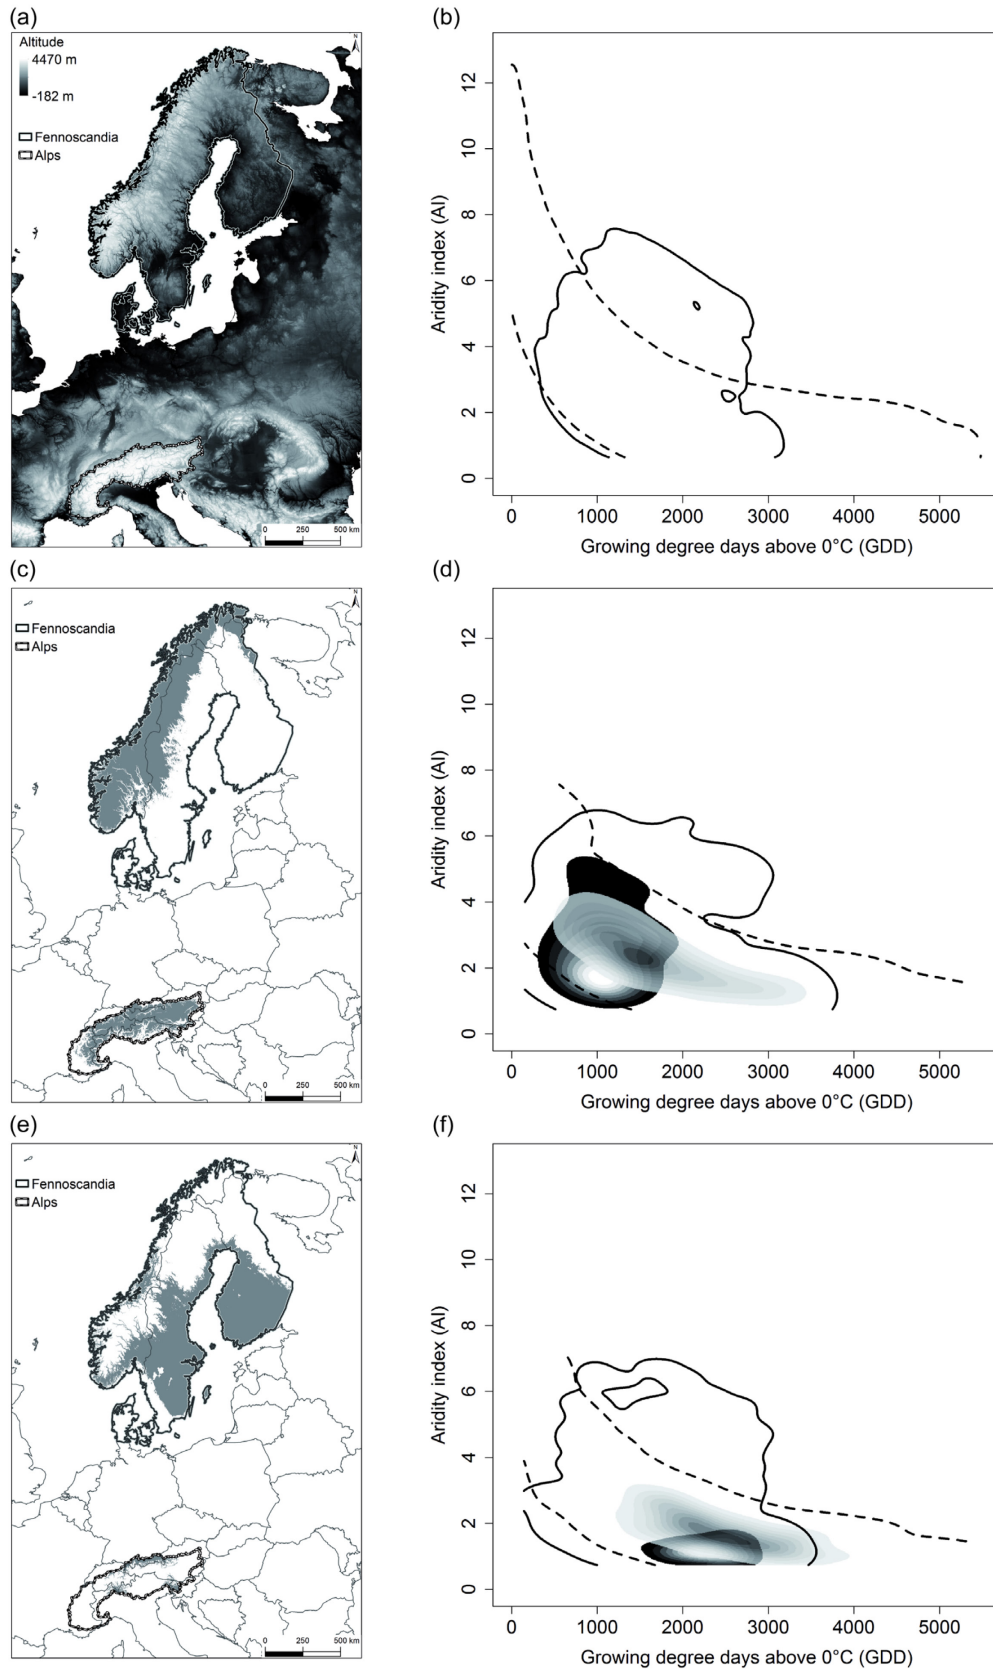 (a)
Altitude
4470 m
-182 m
Fennoscandia
Alps
N
0 250 500 km
(b)
Aridity index (AI)
0 2 4 6 8 10 12
0 1000 2000 3000 4000 5000
Growing degree days above 0°C (GDD)
(c)
Fennoscandia
Alps
N
0 250 500 km
(d)
Aridity index (AI)
0 2 4 6 8 10 12
0 1000 2000 3000 4000 5000
Growing degree days above 0°C (GDD)
(e)
Fennoscandia
Alps
N
0 250 500 km
(f)
Aridity index (AI)
0 2 4 6 8 10 12
0 1000 2000 3000 4000 5000
Growing degree days above 0°C (GDD)